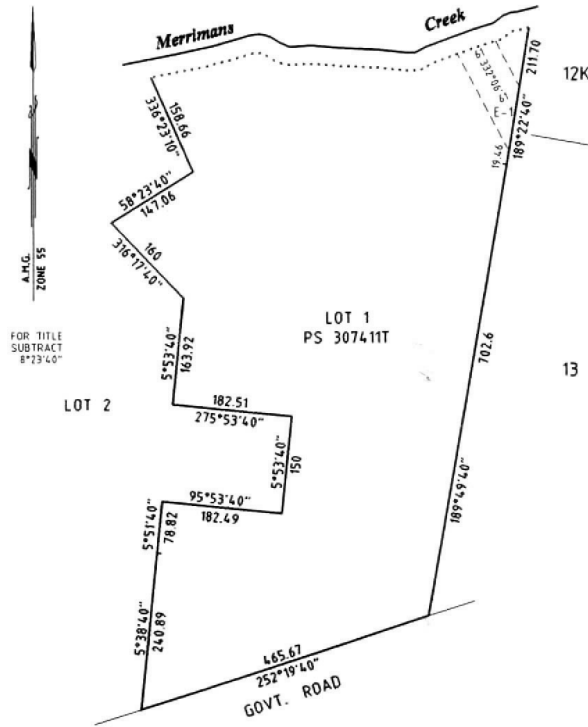 Merrimans Creek
211.70
12K
332°06'
E-1
189°22'40"
19.46
158.66
336°23'10"
58°23'40"
147.06
160
316°17'40"
A.M.G.
ZONE 55
FOR TITLE
SUBTRACT
8°23'40"
LOT 1
PS 307411T
5°53'40"
163.92
702.6
13
LOT 2
182.51
275°53'40"
5°53'40"
150
189°49'40"
95°53'40"
182.49
5°51'40"
78.82
5°38'40"
240.89
465.67
252°19'40"
GOVT. ROAD